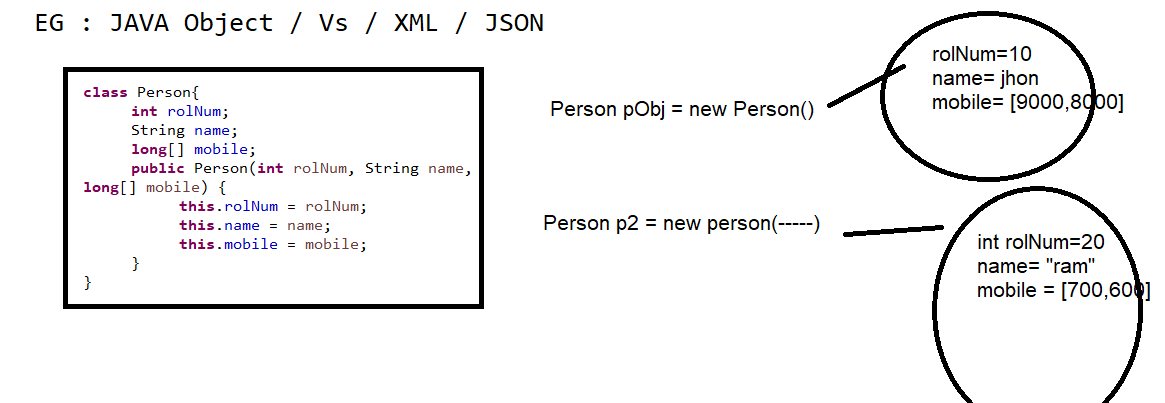 EG : JAVA Object / Vs / XML / JSON
class Person{
int rolNum;
String name;
long[] mobile;
public Person(int rolNum, String name,
long[] mobile) {
this.rolNum = rolNum;
this.name = name;
this.mobile = mobile;
}
}
Person pObj = new Person()
rolNum=10
name= jhon
mobile= [9000,8000]
Person p2 = new person(-----)
int rolNum=20
name= "ram"
mobile = [700,600]